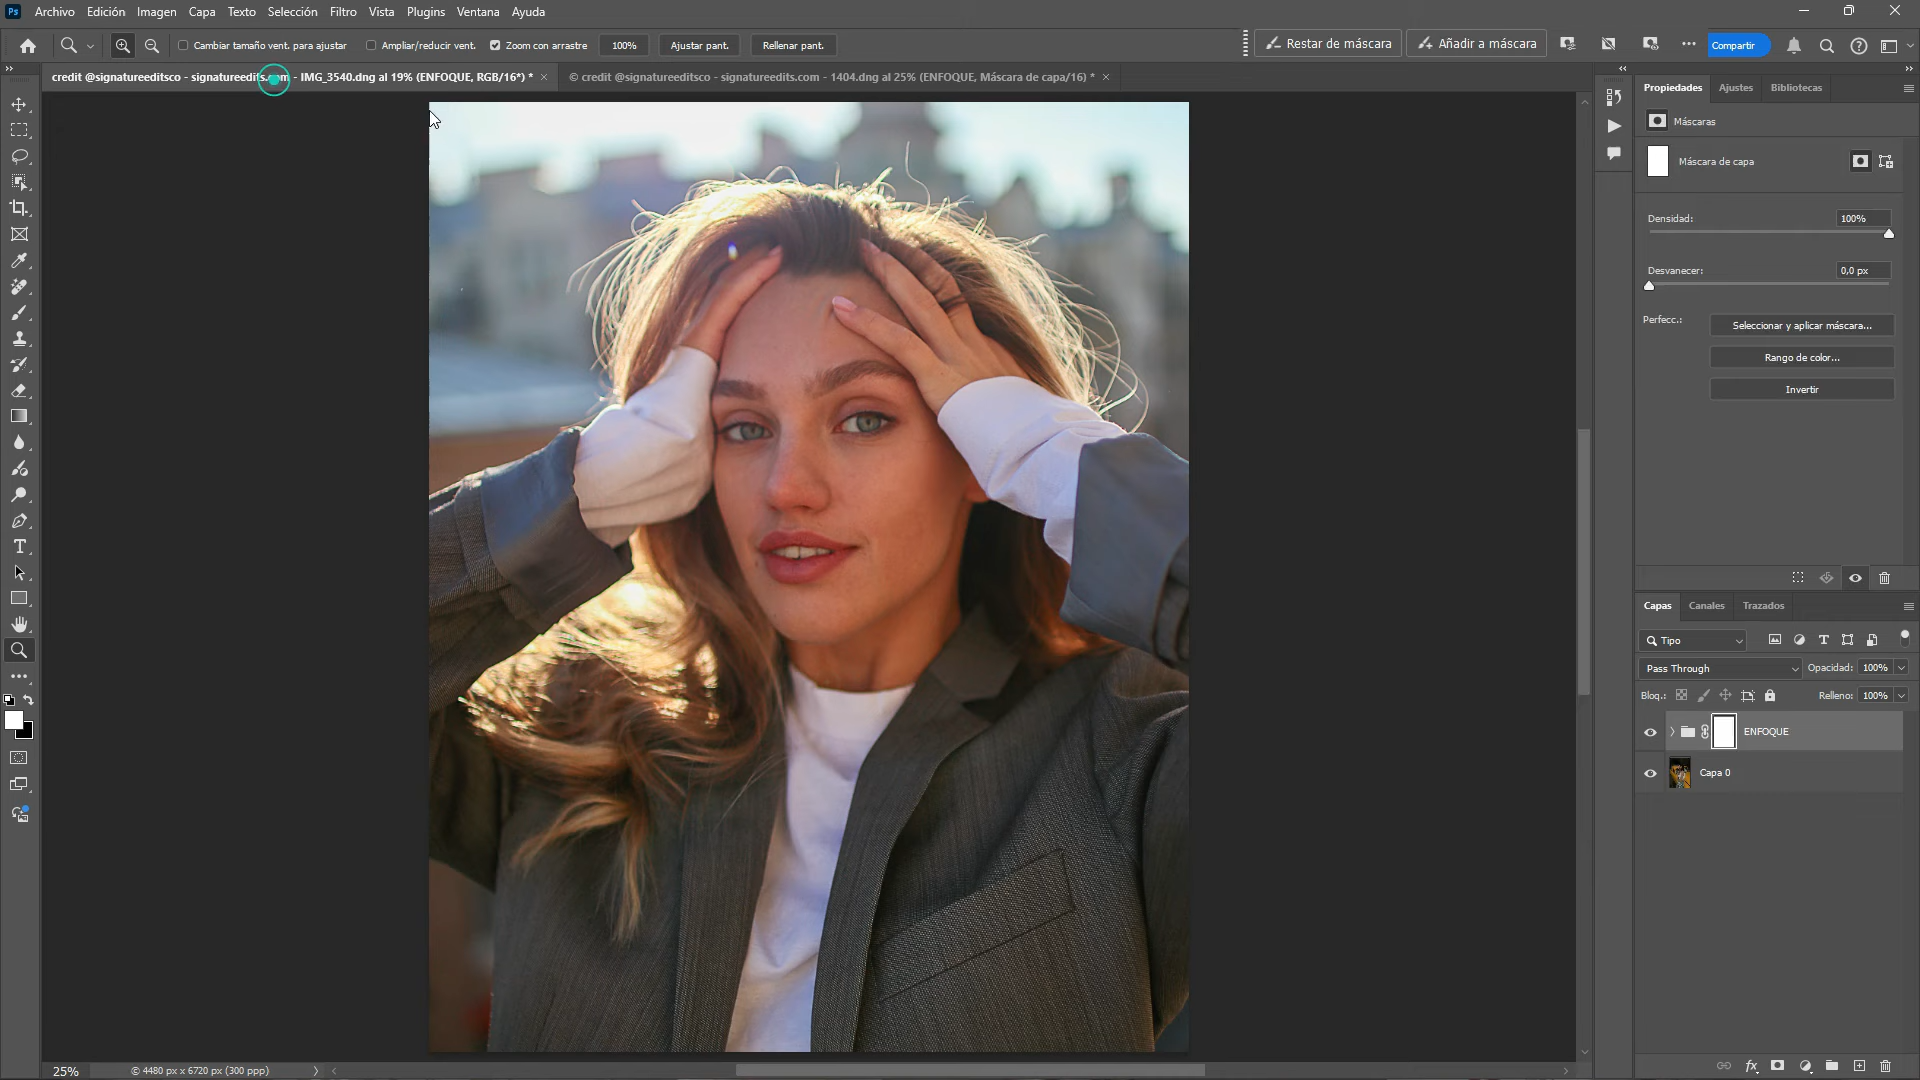 Ps Archivo Edición Imagen Capa Texto Selección Filtro Vista Plugins Ventana Ayuda
Cambiar tamaño vent. para ajustar Ampliar/reducir vent. Zoom con arrastre 100% Ajustar pant. Rellenar pant. Restar de máscara Añadir a máscara Compartir
credit @signatureeditsco - signatureedits.com - IMG_3540.dng al 19% (ENFOQUE, RGB/16*) * © credit @signatureeditsco - signatureedits.com - 1404.dng al 25% (ENFOQUE, Máscara de capa/16) *
Propiedades Ajustes Bibliotecas
Máscaras
Máscara de capa
Densidad: 100%
Desvanecer: 0,0 px
Perfecc.: Seleccionar y aplicar máscara...
Rango de color...
Invertir
Capas Canales Trazados
Tipo
Pass Through Opacidad: 100%
Bloq.: Relleno: 100%
ENFOQUE
Capa 0
25% © 4480 px x 6720 px (300 ppp)